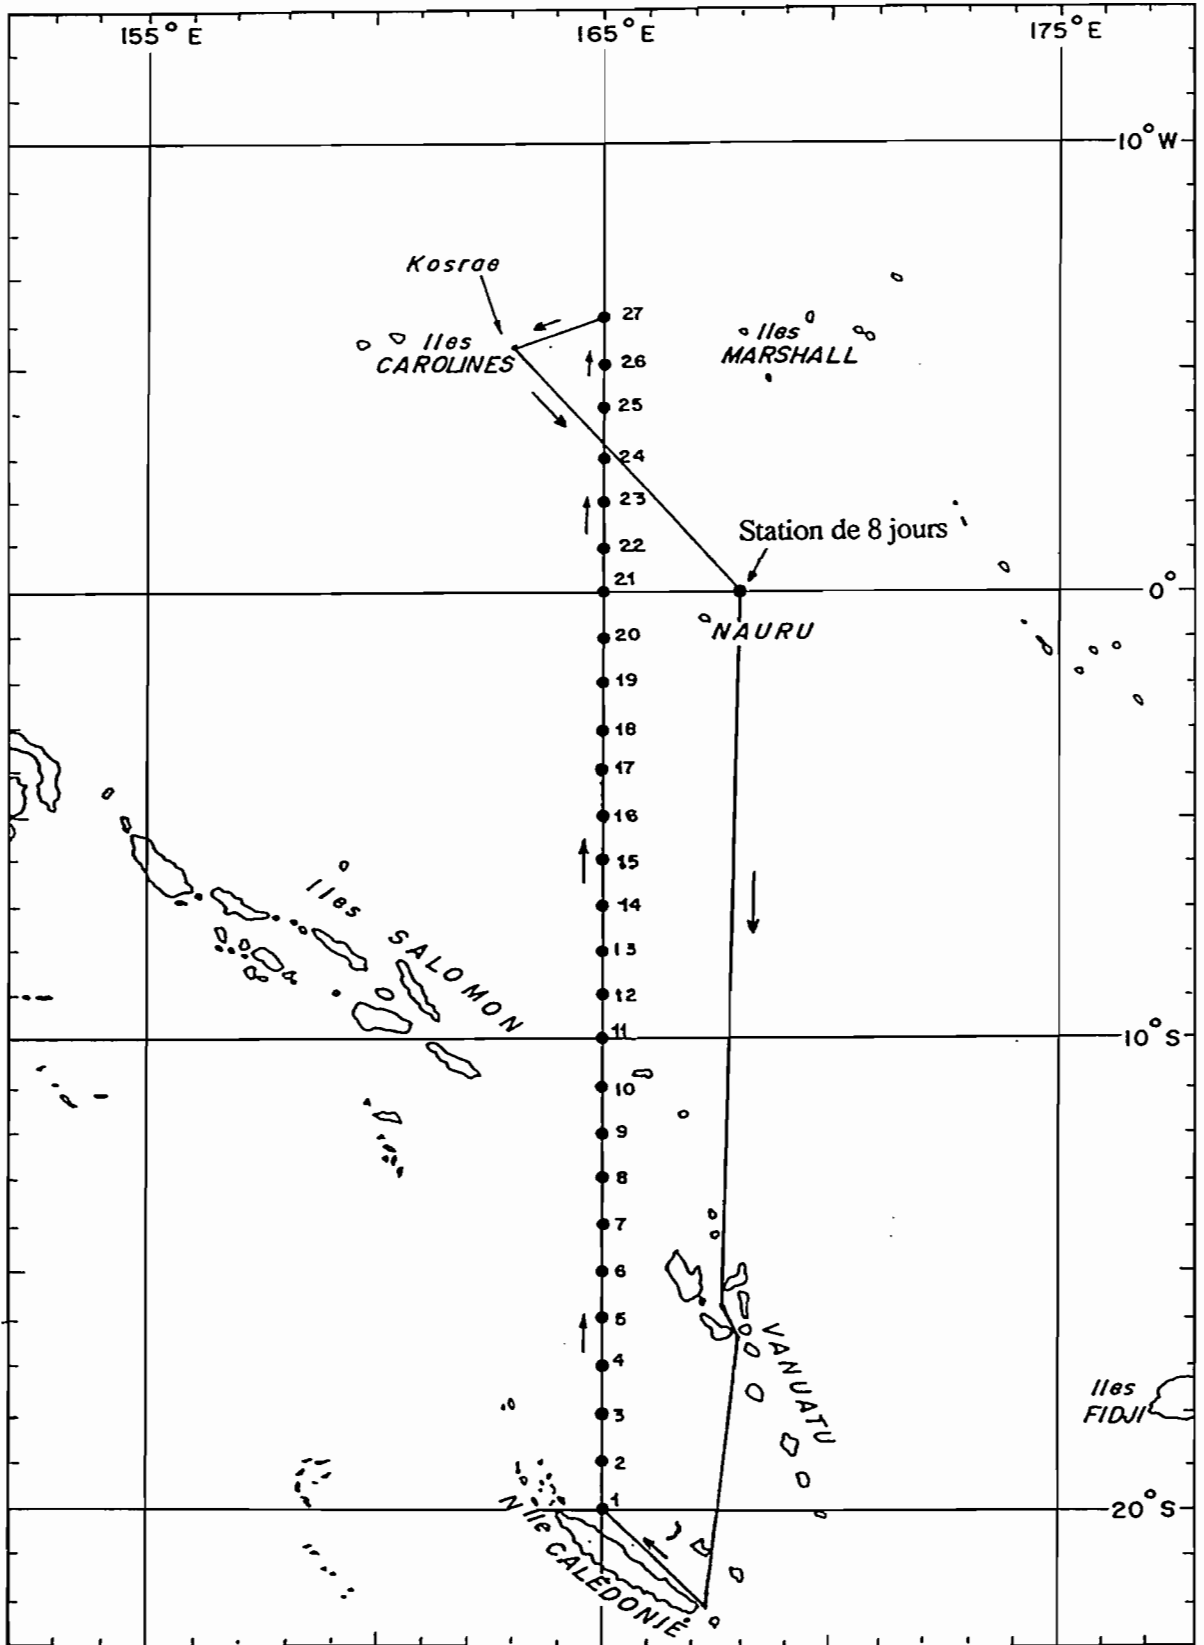 155°E
165°E
175°E
10°W
Kosrae
27
Iles
CAROLINES
Iles
MARSHALL
26
25
24
23
Station de 8 jours
22
21
0°
NAURU
20
19
18
17
16
15
14
13
12
Iles
SALOMON
11
10°S
10
9
8
7
6
5
4
3
2
1
VANUATU
Iles
FIDJI
20°S
Nlle CALÉDONIE